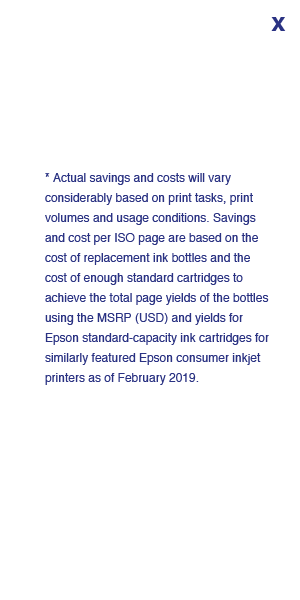 X
* Actual savings and costs will vary
considerably based on print tasks, print
volumes and usage conditions. Savings
and cost per ISO page are based on the
cost of replacement ink bottles and the
cost of enough standard cartridges to
achieve the total page yields of the bottles
using the MSRP (USD) and yields for
Epson standard-capacity ink cartridges for
similarly featured Epson consumer inkjet
printers as of February 2019.